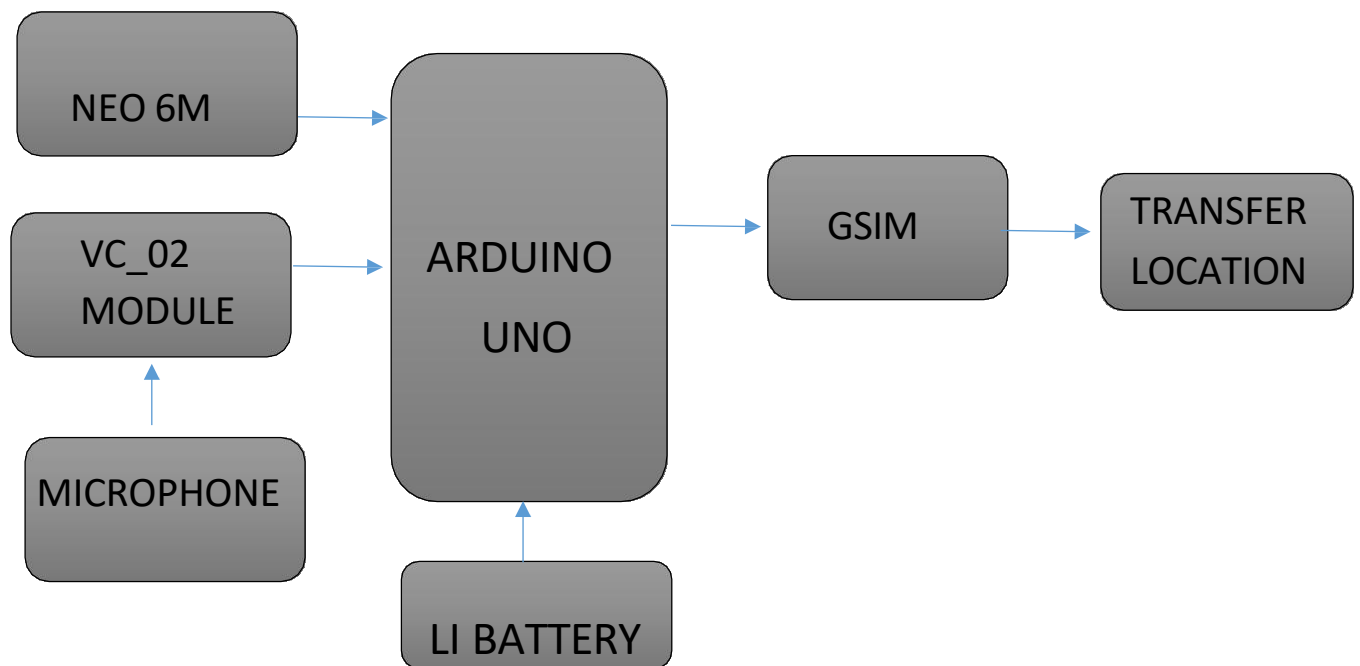 NEO 6M
VC_02
MODULE
MICROPHONE
ARDUINO
UNO
LI BATTERY
GSIM
TRANSFER
LOCATION